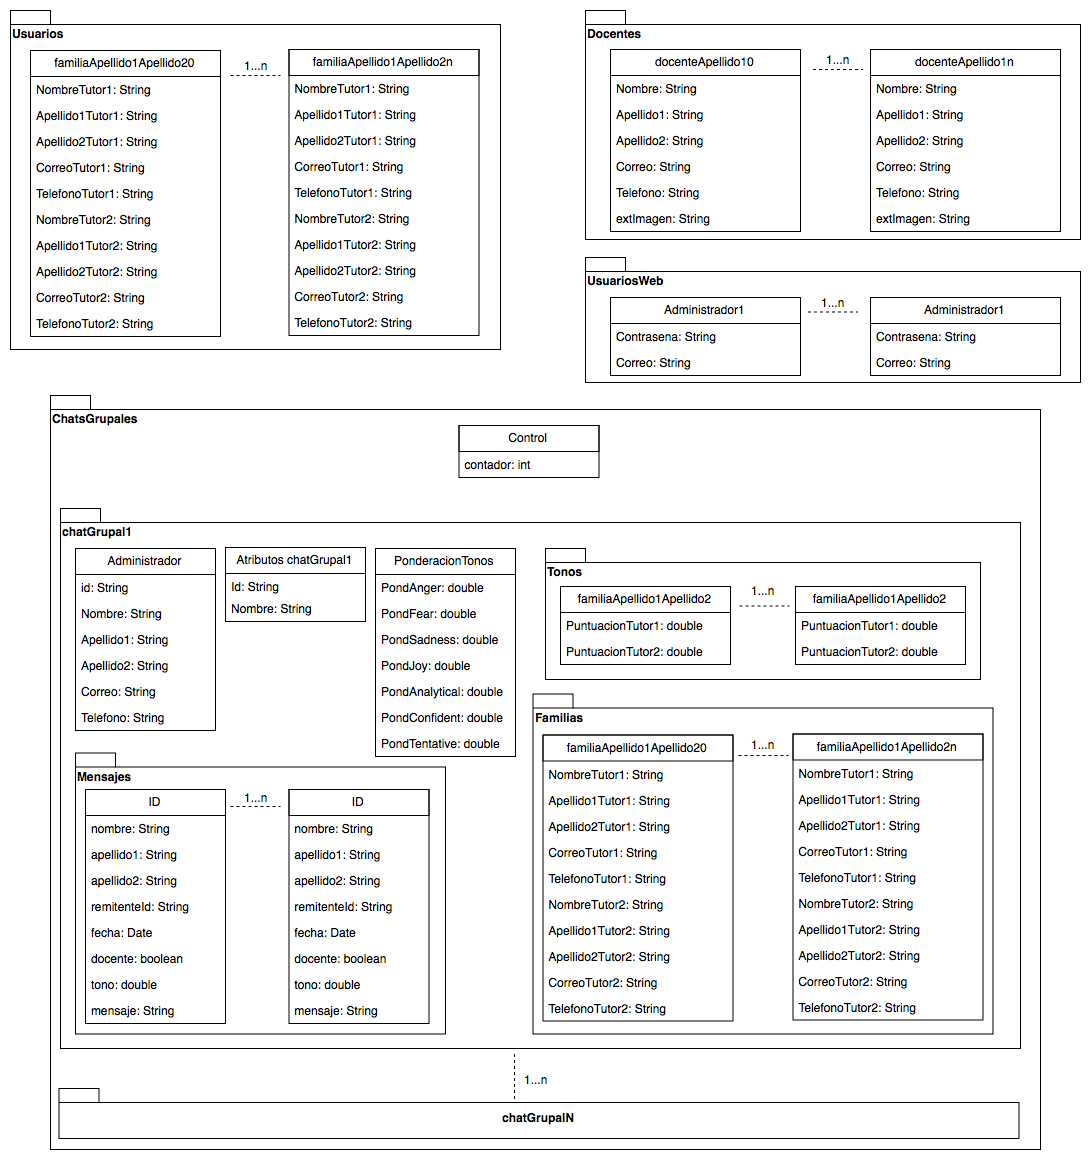 Usuarios
familiaApellido1Apellido20
NombreTutor1: String
Apellido1Tutor1: String
Apellido2Tutor1: String
CorreoTutor1: String
TelefonoTutor1: String
NombreTutor2: String
Apellido1Tutor2: String
Apellido2Tutor2: String
CorreoTutor2: String
TelefonoTutor2: String
1...n
familiaApellido1Apellido2n
NombreTutor1: String
Apellido1Tutor1: String
Apellido2Tutor1: String
CorreoTutor1: String
TelefonoTutor1: String
NombreTutor2: String
Apellido1Tutor2: String
Apellido2Tutor2: String
CorreoTutor2: String
TelefonoTutor2: String
Docentes
docenteApellido10
Nombre: String
Apellido1: String
Apellido2: String
Correo: String
Telefono: String
extImagen: String
1...n
docenteApellido1n
Nombre: String
Apellido1: String
Apellido2: String
Correo: String
Telefono: String
extImagen: String
UsuariosWeb
Administrador1
Contrasena: String
Correo: String
1...n
Administrador1
Contrasena: String
Correo: String
ChatsGrupales
Control
contador: int
chatGrupal1
Administrador
id: String
Nombre: String
Apellido1: String
Apellido2: String
Correo: String
Telefono: String
Atributos chatGrupal1
Id: String
Nombre: String
PonderacionTonos
PondAnger: double
PondFear: double
PondSadness: double
PondJoy: double
PondAnalytical: double
PondConfident: double
PondTentative: double
Tonos
familiaApellido1Apellido2
PuntuacionTutor1: double
PuntuacionTutor2: double
1...n
familiaApellido1Apellido2
PuntuacionTutor1: double
PuntuacionTutor2: double
Mensajes
ID
nombre: String
apellido1: String
apellido2: String
remitenteId: String
fecha: Date
docente: boolean
tono: double
mensaje: String
1...n
ID
nombre: String
apellido1: String
apellido2: String
remitenteId: String
fecha: Date
docente: boolean
tono: double
mensaje: String
Familias
familiaApellido1Apellido20
NombreTutor1: String
Apellido1Tutor1: String
Apellido2Tutor1: String
CorreoTutor1: String
TelefonoTutor1: String
NombreTutor2: String
Apellido1Tutor2: String
Apellido2Tutor2: String
CorreoTutor2: String
TelefonoTutor2: String
1...n
familiaApellido1Apellido2n
NombreTutor1: String
Apellido1Tutor1: String
Apellido2Tutor1: String
CorreoTutor1: String
TelefonoTutor1: String
NombreTutor2: String
Apellido1Tutor2: String
Apellido2Tutor2: String
CorreoTutor2: String
TelefonoTutor2: String
1...n
chatGrupalN